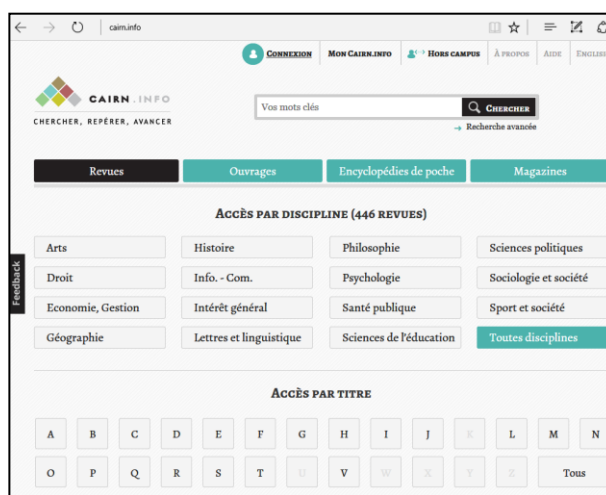 cairn.info
Connexion Mon Cairn.info Hors campus À propos Aide
CAIRN.INFO
CHERCHER, REPÉRER, AVANCER
Vos mots clés Chercher
→ Recherche avancée
Revues Ouvrages Encyclopédies de poche Magazines
Accès par discipline (446 revues)
Arts Histoire Philosophie Sciences politiques
Droit Info. - Com. Psychologie Sociologie et société
Economie, Gestion Intérêt général Santé publique Sport et société
Géographie Lettres et linguistique Sciences de l'éducation Toutes disciplines
Feedback
Accès par titre
A B C D E F G H I J K L M N
O P Q R S T U V W X Y Z Tous